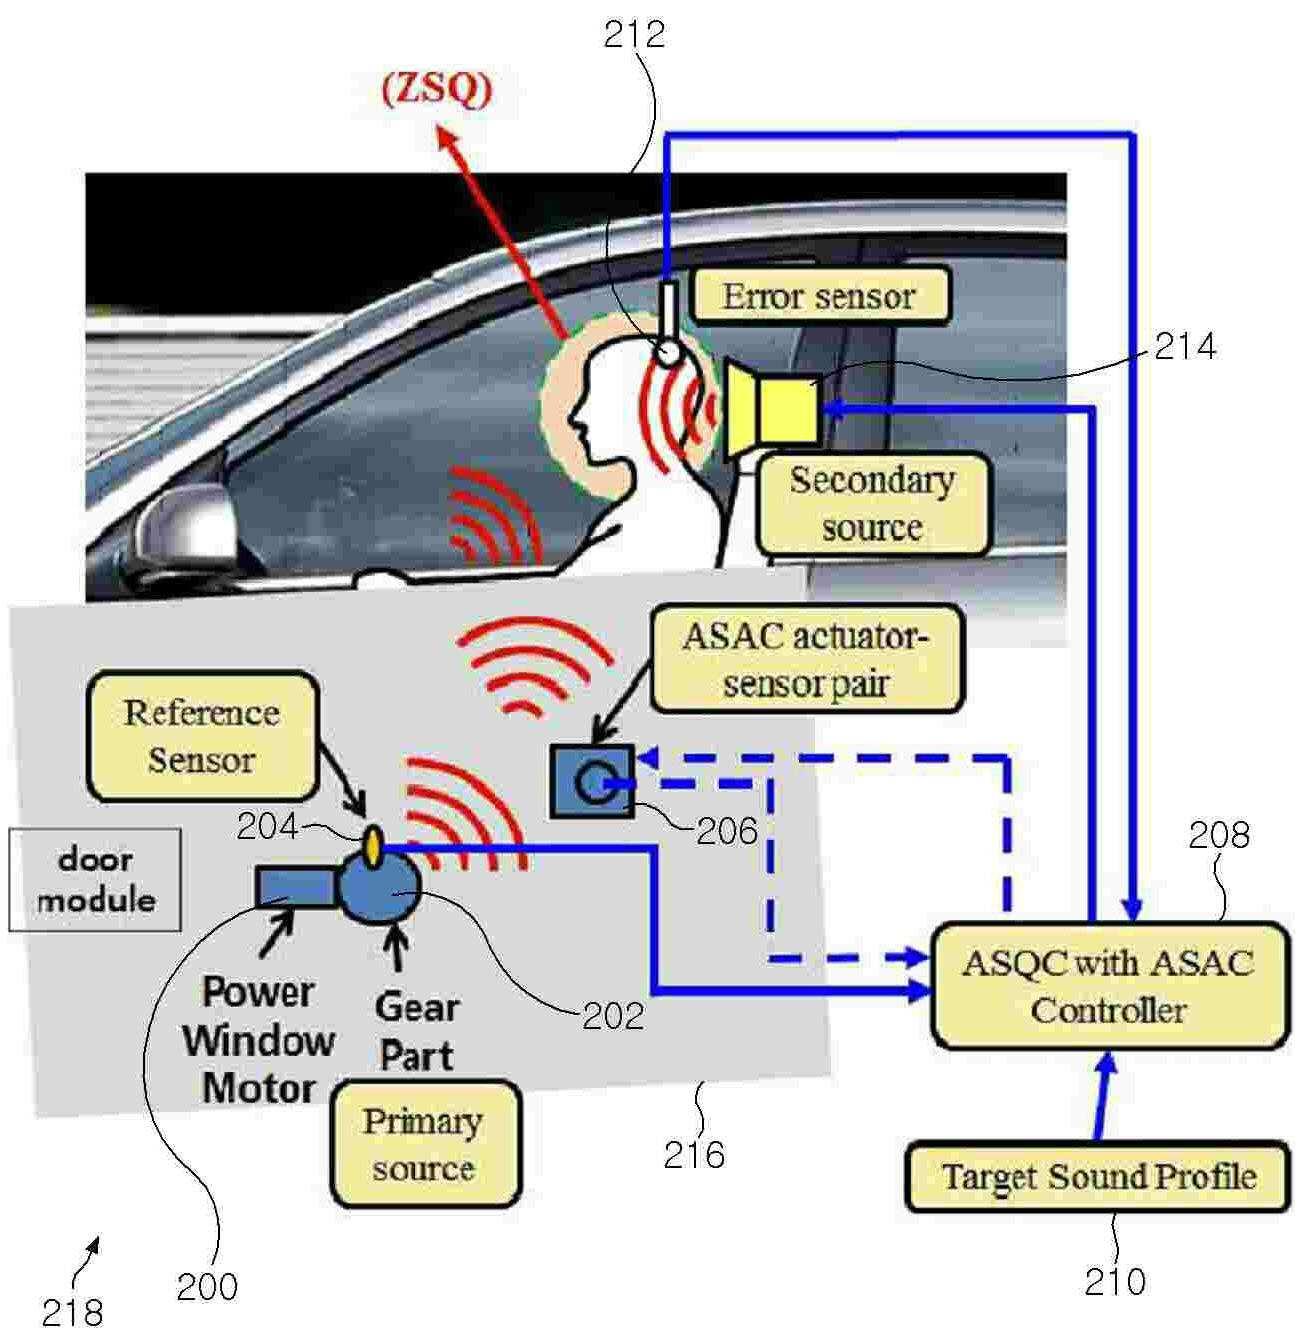 212
(ZSQ)
Error sensor
214
Secondary
source
ASAC actuator-
sensor pair
Reference
Sensor
204
206
208
door
module
ASQC with ASAC
Controller
Power
Window
Motor
Gear
Part
202
Primary
source
216
Target Sound Profile
200
210
218